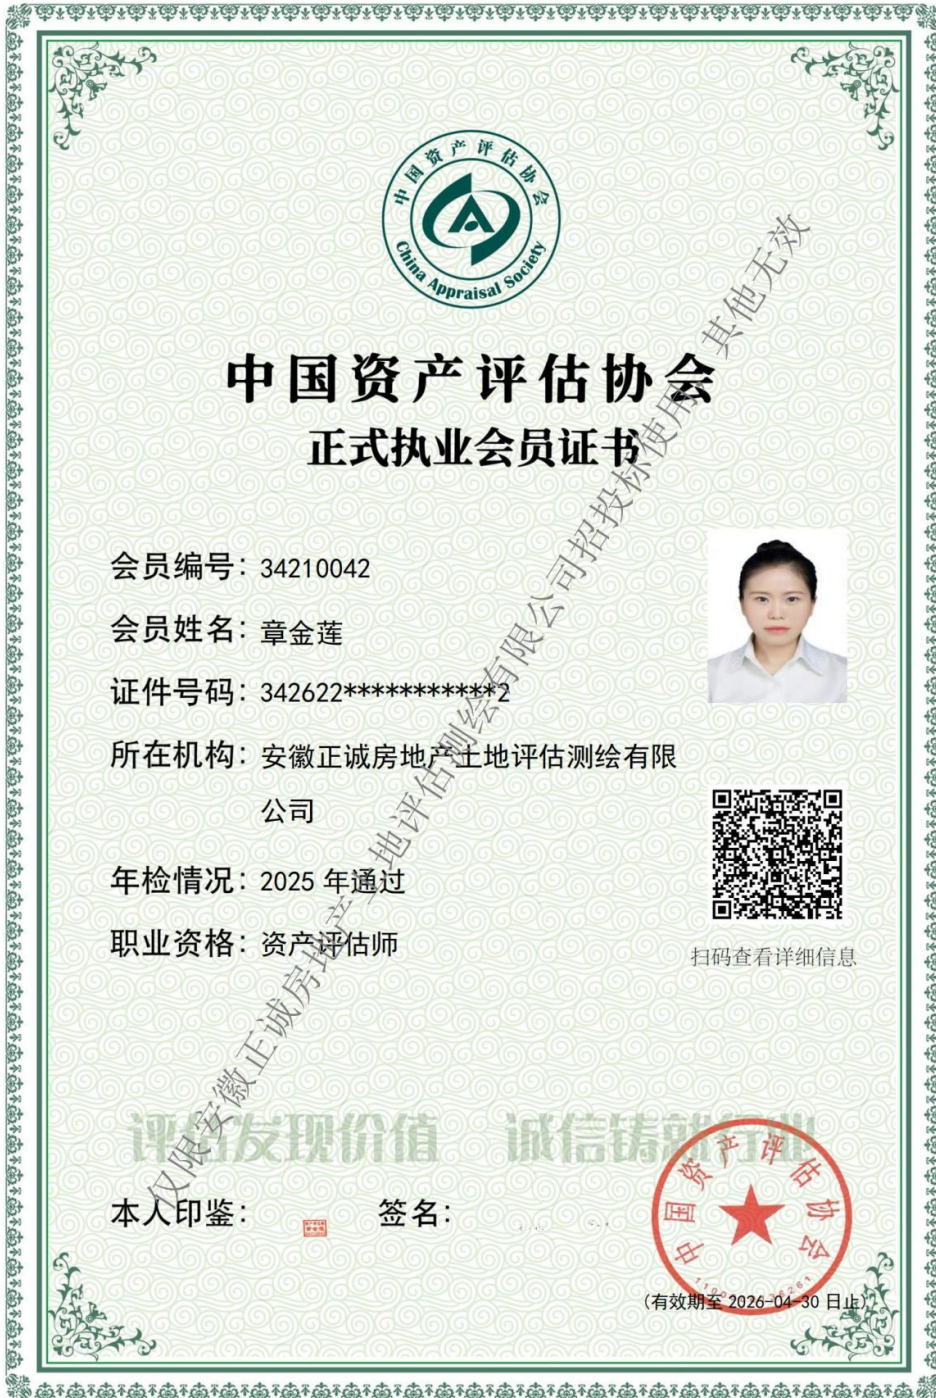 中国资产评估协会
China Appraisal Society
中国资产评估协会
正式执业会员证书
会员编号：34210042
会员姓名：章金莲
证件号码：342622************2
所在机构：安徽正诚房地产土地评估测绘有限
公司
年检情况：2025 年通过
职业资格：资产评估师
扫码查看详细信息
仅限安徽正诚房地产土地评估测绘有限公司招投标使用，其他无效
评估发现价值 诚信铸就行业
本人印鉴：
签名：
中国资产评估协会
(有效期至 2026-04-30 日止)